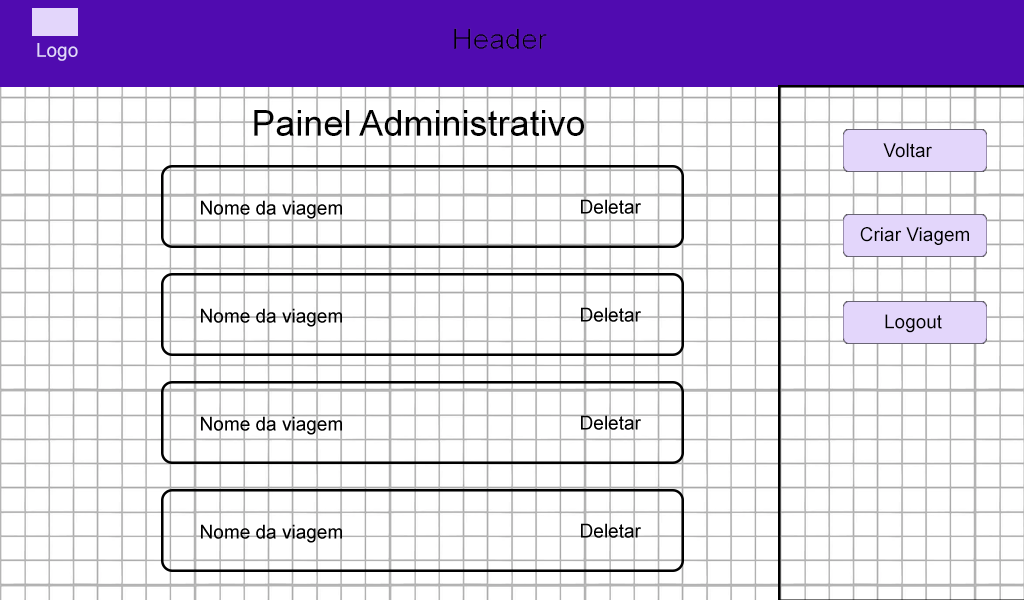 Logo
Header
Painel Administrativo
Nome da viagem
Deletar
Nome da viagem
Deletar
Nome da viagem
Deletar
Nome da viagem
Deletar
Voltar
Criar Viagem
Logout